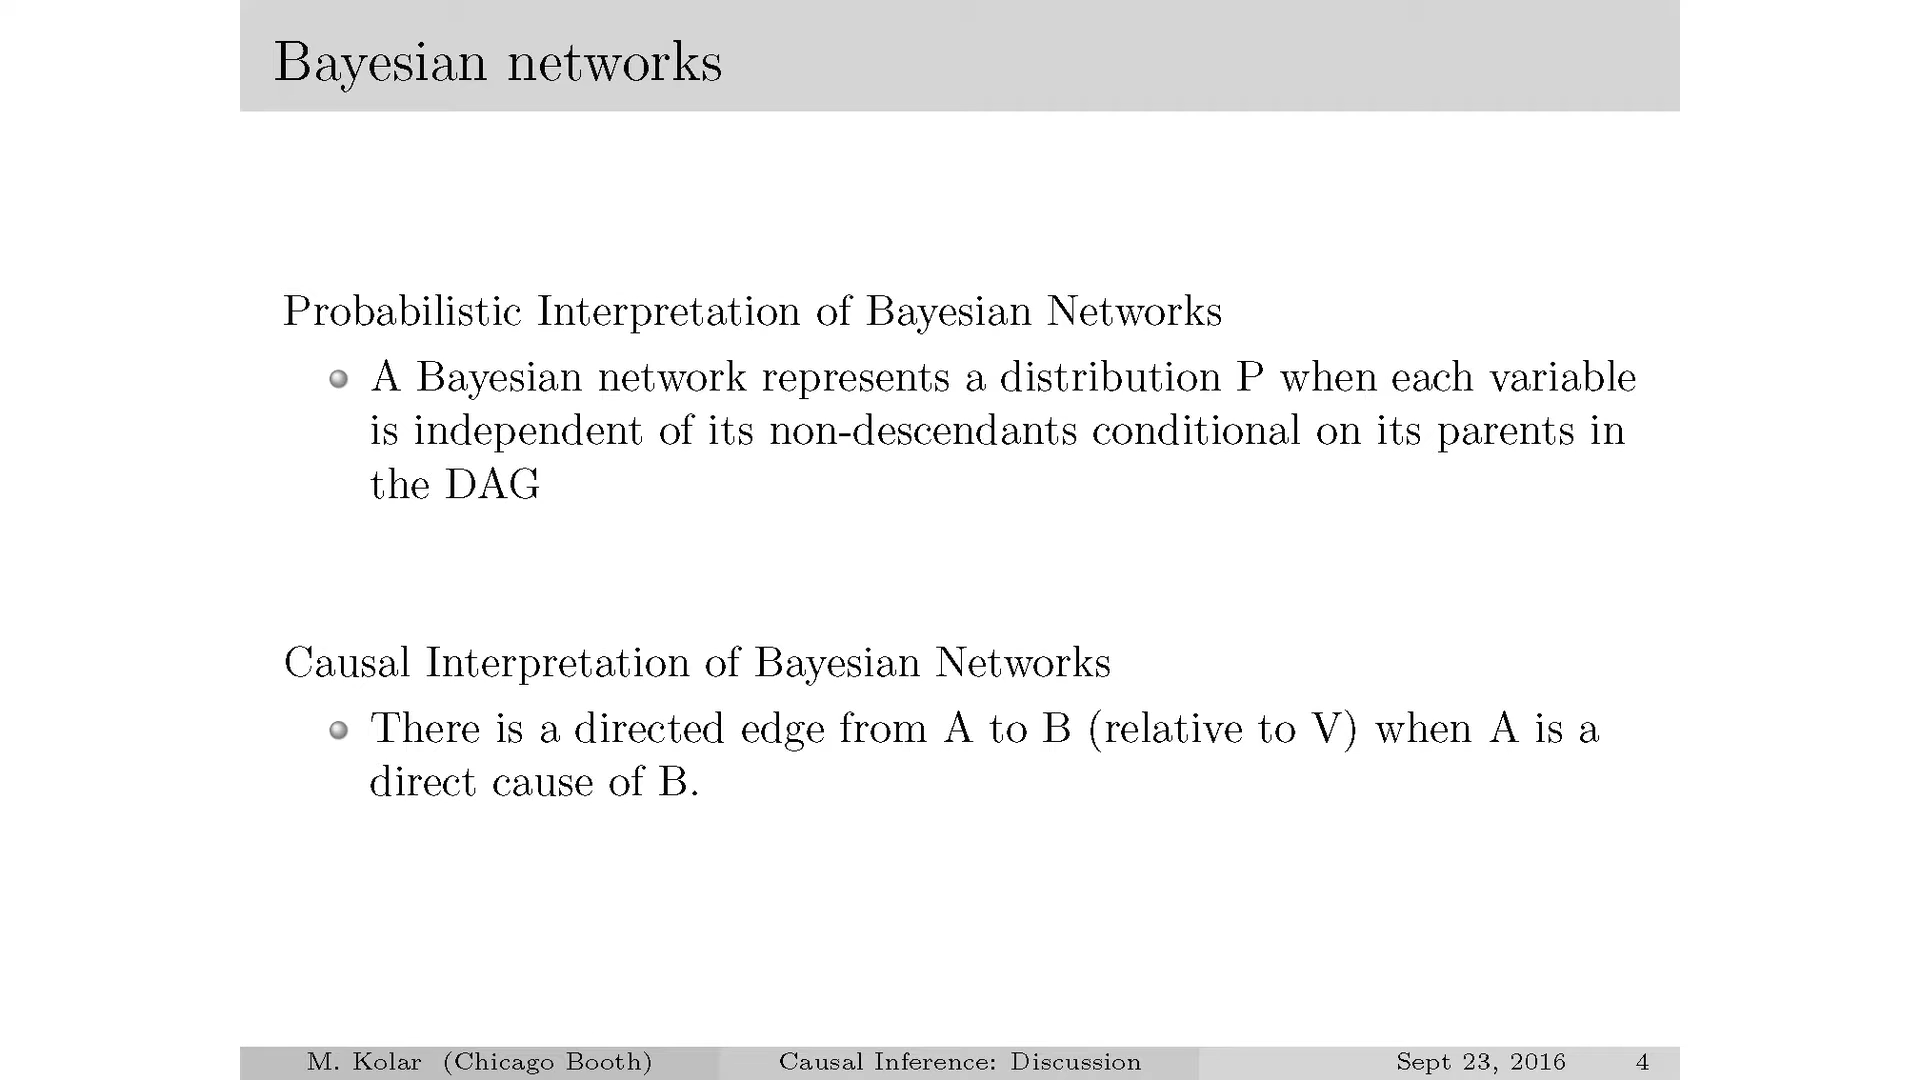 Bayesian networks
Probabilistic Interpretation of Bayesian Networks
A Bayesian network represents a distribution P when each variable
is independent of its non-descendants conditional on its parents in
the DAG
Causal Interpretation of Bayesian Networks
There is a directed edge from A to B (relative to V) when A is a
direct cause of B.
M. Kolar (Chicago Booth) Causal Inference: Discussion Sept 23, 2016 4